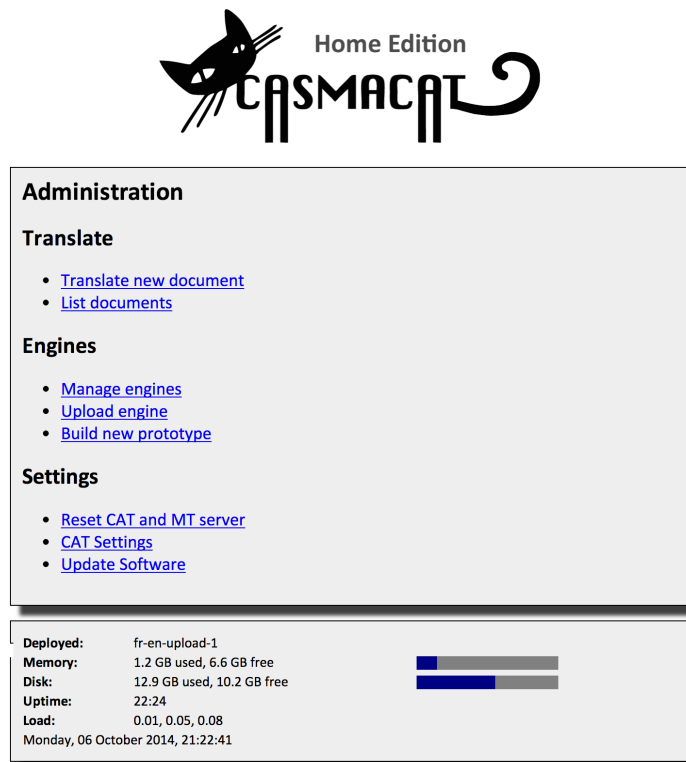 Home Edition
CASMACAT
Administration
Translate
• Translate new document
• List documents
Engines
• Manage engines
• Upload engine
• Build new prototype
Settings
• Reset CAT and MT server
• CAT Settings
• Update Software
Deployed: fr-en-upload-1
Memory: 1.2 GB used, 6.6 GB free
Disk: 12.9 GB used, 10.2 GB free
Uptime: 22:24
Load: 0.01, 0.05, 0.08
Monday, 06 October 2014, 21:22:41